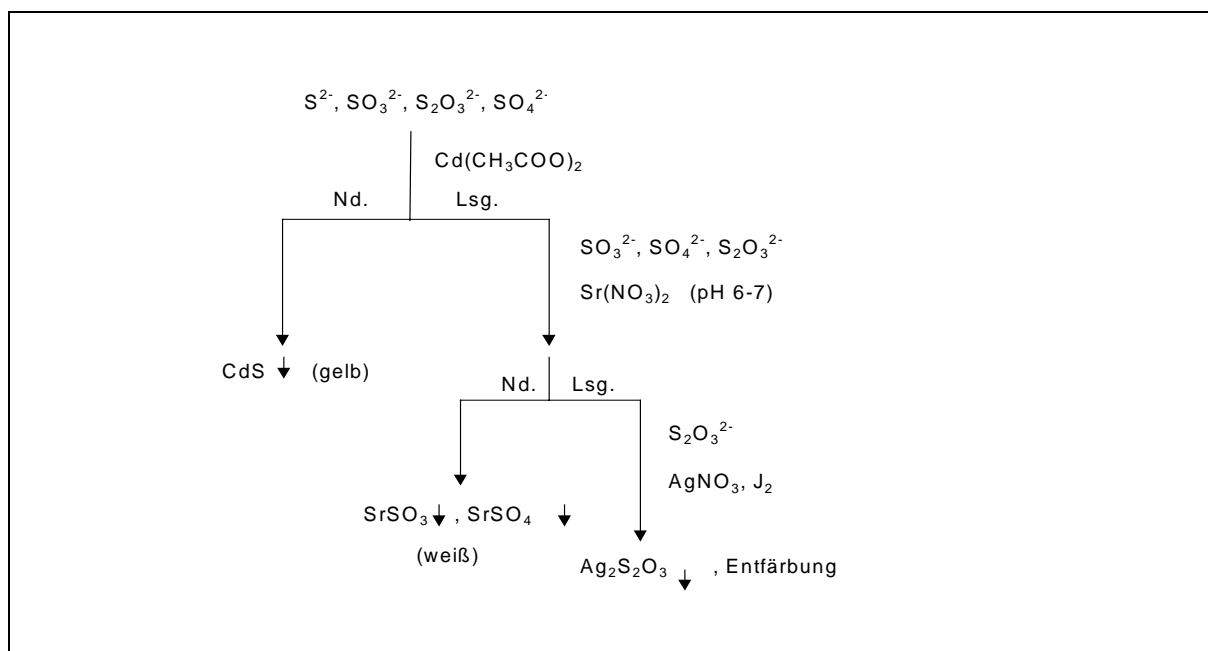 S²⁻, SO₃²⁻, S₂O₃²⁻, SO₄²⁻
Cd(CH₃COO)₂
Nd. Lsg.
SO₃²⁻, SO₄²⁻, S₂O₃²⁻
Sr(NO₃)₂ (pH 6-7)
CdS (gelb)
Nd. Lsg.
S₂O₃²⁻
AgNO₃, J₂
SrSO₃ , SrSO₄
(weiß)
Ag₂S₂O₃ , Entfärbung